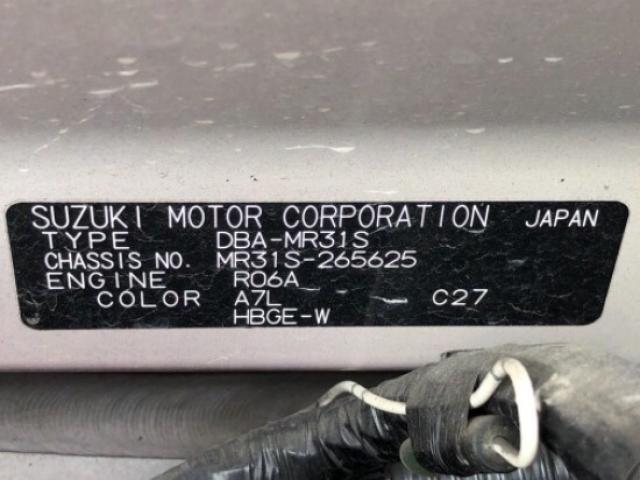 SUZUKI MOTOR CORPORATION JAPAN
TYPE DBA-MR31S
CHASSIS NO. MR31S-265625
ENGINE R06A
COLOR A7L - C27
HBGE-W